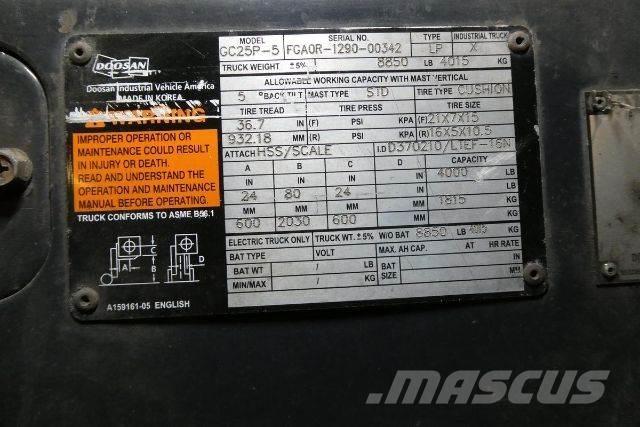 DOOSAN
Doosan Industrial Vehicle America
MADE IN KOREA
WARNING
IMPROPER OPERATION OR
MAINTENANCE COULD RESULT
IN INJURY OR DEATH.
READ AND UNDERSTAND THE
OPERATION AND MAINTENANCE
MANUAL BEFORE OPERATING.
TRUCK CONFORMS TO ASME B56.1
A C B D
A159161-05 ENGLISH
MODEL SERIAL NO. TYPE INDUSTRIAL TRUCK
GC25P-5 FGA0R-1290-00342 LP X
TRUCK WEIGHT ±5% 8850 LB 4015 KG
ALLOWABLE WORKING CAPACITY WITH MAST VERTICAL
5 °BACK TILT MAST TYPE STD TIRE TYPE CUSHION
TIRE TREAD TIRE PRESS TIRE SIZE
36.7 IN (F) PSI KPA (F) 21X7X15
932.18 MM (R) PSI KPA (R) 16X5X10.5
ATTACH HSS/SCALE I.D D370210/LTEF-16N
A B C D CAPACITY
IN IN IN IN LB
24 80 24 4000
MM MM MM MM 1815 KG
600 2030 600
ELECTRIC TRUCK ONLY TRUCK WT. ±5% W/O BAT 8850 LB 4015 KG
BAT TYPE VOLT MAX. AH CAP. AT HR RATE
BAT WT / LB BAT SIZE IN
MIN/MAX / KG MM
MASCUS